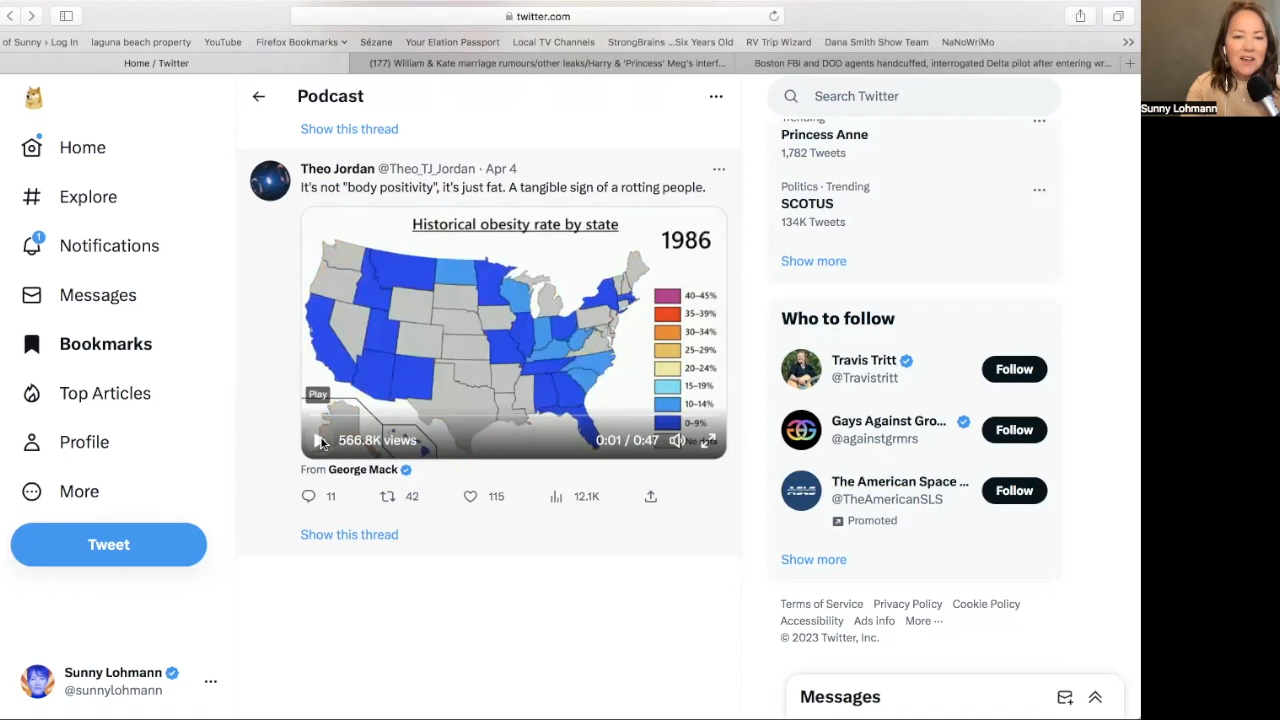 twitter.com
of Sunny › Log In
laguna beach property
YouTube
Firefox Bookmarks
Sézane
Your Elation Passport
Local TV Channels
StrongBrains ...Six Years Old
RV Trip Wizard
Dana Smith Show Team
NaNoWriMo
Home / Twitter
(177) William & Kate marriage rumours/other leaks/Harry & 'Princess' Meg's interf...
Boston FBI and DOD agents handcuffed, interrogated Delta pilot after entering wr...
Sunny Lohmann
Home
Explore
1
Notifications
Messages
Bookmarks
Top Articles
Profile
More
Tweet
Sunny Lohmann
@sunnylohmann
Podcast
Show this thread
Theo Jordan @Theo_TJ_Jordan · Apr 4
It's not "body positivity", it's just fat. A tangible sign of a rotting people.
Historical obesity rate by state
1986
40–45%
35–39%
30–34%
25–29%
20–24%
15–19%
10–14%
0–9%
No data
Play
566.8K views
0:01 / 0:47
From George Mack
11
42
115
12.1K
Show this thread
Search Twitter
Trending
Princess Anne
1,782 Tweets
Politics · Trending
SCOTUS
134K Tweets
Show more
Who to follow
Travis Tritt
@Travistritt
Follow
Gays Against Gro...
@againstgrmrs
Follow
ASLS
The American Space ...
@TheAmericanSLS
Promoted
Follow
Show more
Terms of Service Privacy Policy Cookie Policy
Accessibility Ads info More ···
© 2023 Twitter, Inc.
Messages